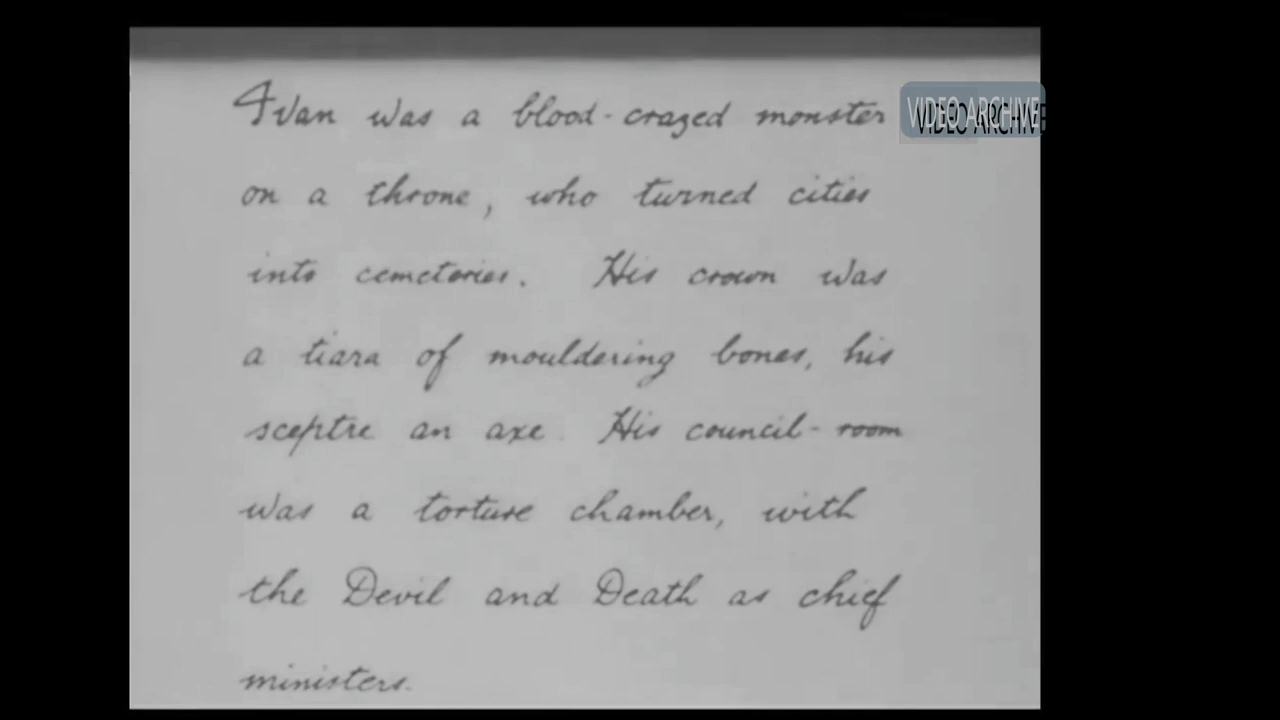 Ivan was a blood-crazed monster
VIDEO ARCHIVE
on a throne, who turned cities
into cemeteries. His crown was
a tiara of mouldering bones, his
sceptre an axe. His council-room
was a torture chamber, with
the Devil and Death as chief
ministers.